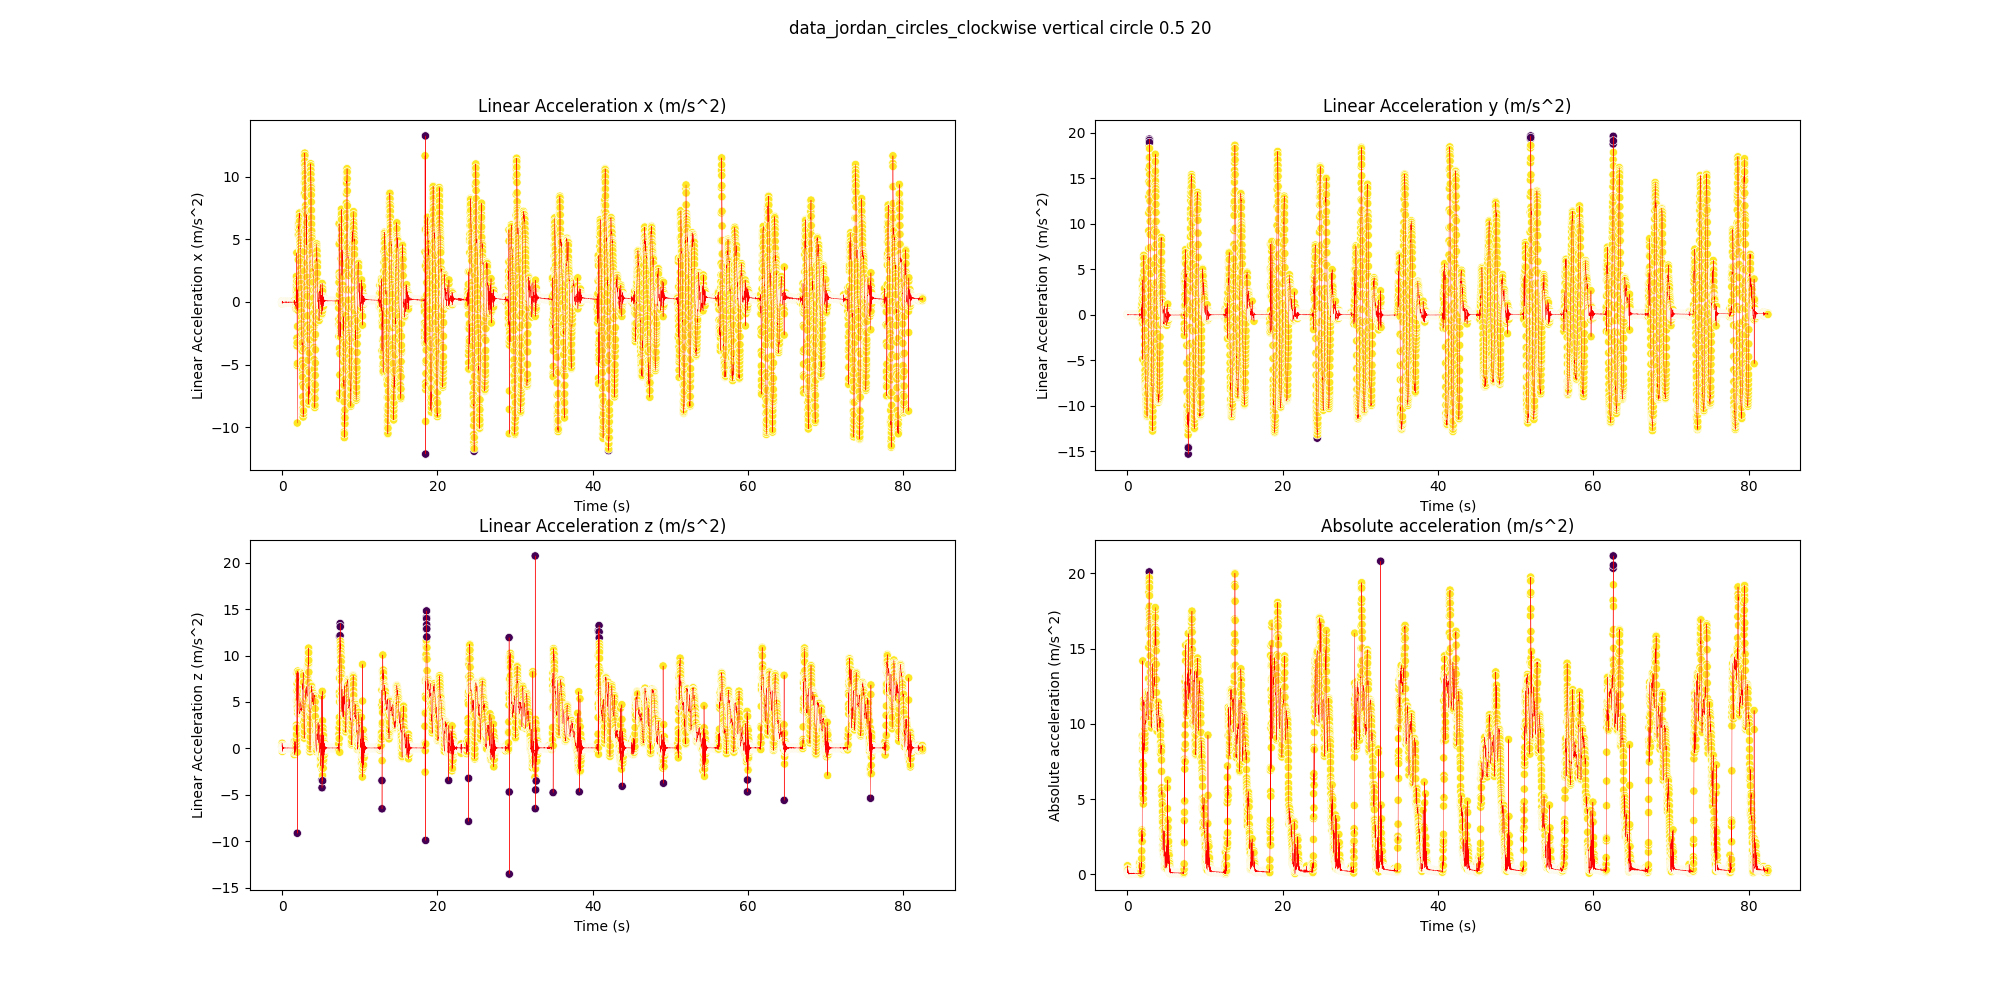 data_jordan_circles_clockwise vertical circle 0.5 20
Linear Acceleration x (m/s^2)
Linear Acceleration x (m/s^2)
10
5
0
−5
−10
0 20 40 60 80
Time (s)
Linear Acceleration y (m/s^2)
Linear Acceleration y (m/s^2)
20
15
10
5
0
−5
−10
−15
0 20 40 60 80
Time (s)
Linear Acceleration z (m/s^2)
Linear Acceleration z (m/s^2)
20
15
10
5
0
−5
−10
−15
0 20 40 60 80
Time (s)
Absolute acceleration (m/s^2)
Absolute acceleration (m/s^2)
20
15
10
5
0
0 20 40 60 80
Time (s)